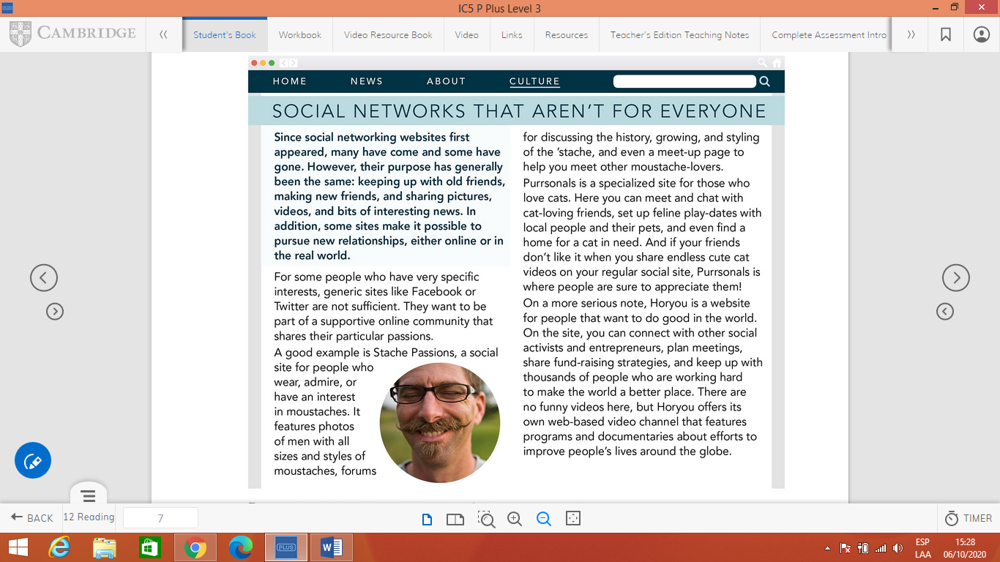 IC5 P Plus Level 3
PLUS
CAMBRIDGE
Student's Book
Workbook
Video Resource Book
Video
Links
Resources
Teacher's Edition Teaching Notes
Complete Assessment Intro
HOME
NEWS
ABOUT
CULTURE
SOCIAL NETWORKS THAT AREN'T FOR EVERYONE
Since social networking websites first
appeared, many have come and some have
gone. However, their purpose has generally
been the same: keeping up with old friends,
making new friends, and sharing pictures,
videos, and bits of interesting news. In
addition, some sites make it possible to
pursue new relationships, either online or in
the real world.
For some people who have very specific
interests, generic sites like Facebook or
Twitter are not sufficient. They want to be
part of a supportive online community that
shares their particular passions.
A good example is Stache Passions, a social
site for people who
wear, admire, or
have an interest
in moustaches. It
features photos
of men with all
sizes and styles of
moustaches, forums
for discussing the history, growing, and styling
of the 'stache, and even a meet-up page to
help you meet other moustache-lovers.
Purrsonals is a specialized site for those who
love cats. Here you can meet and chat with
cat-loving friends, set up feline play-dates with
local people and their pets, and even find a
home for a cat in need. And if your friends
don't like it when you share endless cute cat
videos on your regular social site, Purrsonals is
where people are sure to appreciate them!
On a more serious note, Horyou is a website
for people that want to do good in the world.
On the site, you can connect with other social
activists and entrepreneurs, plan meetings,
share fund-raising strategies, and keep up with
thousands of people who are working hard
to make the world a better place. There are
no funny videos here, but Horyou offers its
own web-based video channel that features
programs and documentaries about efforts to
improve people's lives around the globe.
BACK
12 Reading
7
TIMER
PLUS
ESP
LAA
15:28
06/10/2020